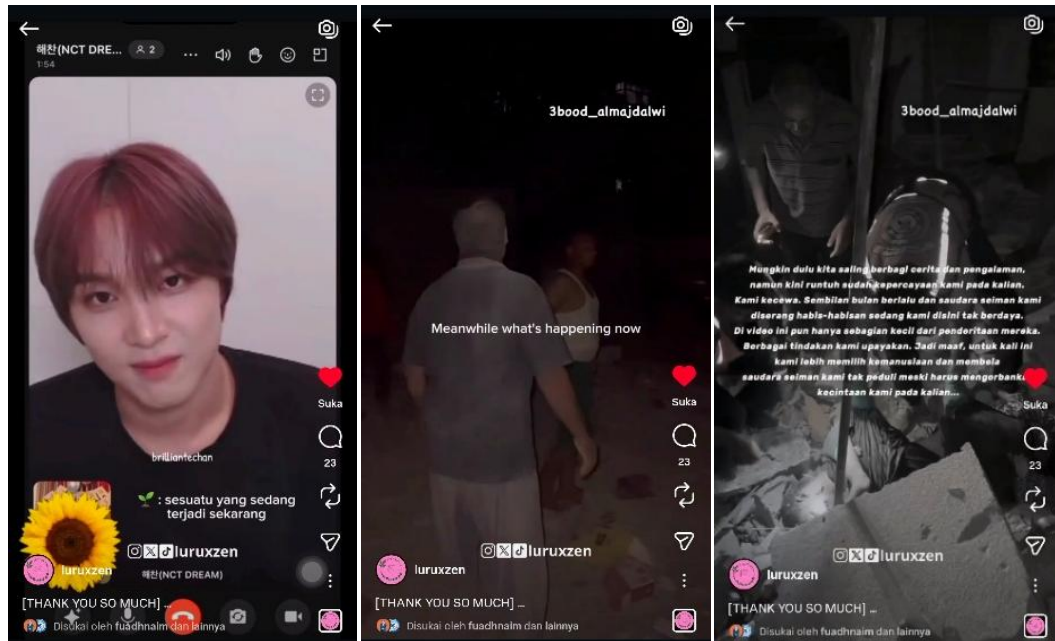 해찬(NCT DRE...
2
...
1:54
brilliantechan
🌱 : sesuatu yang sedang
terjadi sekarang
luruxzen
luruxzen
해찬(NCT DREAM)
[THANK YOU SO MUCH] ...
Disukai oleh fuadhnaim dan lainnya
Suka
23
3bood_almajdalwi
Meanwhile what's happening now
Suka
23
luruxzen
luruxzen
[THANK YOU SO MUCH] ...
Disukai oleh fuadhnaim dan lainnya
3bood_almajdalwi
Mungkin dulu kita saling berbagi cerita dan pengalaman,
namun kini runtuh sudah kepercayaan kami pada kalian.
Kami kecewa. Sembilan bulan berlalu dan saudara seiman kami
diserang habis-habisan sedang kami disini tak berdaya.
Di video ini pun hanya sebagian kecil dari penderitaan mereka.
Berbagai tindakan kami upayakan. Jadi maaf, untuk kali ini
kami lebih memilih kemanusiaan dan membela
saudara seiman kami tak peduli meski harus
kecintaan kami pada kalian...
Suka
23
luruxzen
luruxzen
[THANK YOU SO MUCH] ...
Disukai oleh fuadhnaim dan lainnya